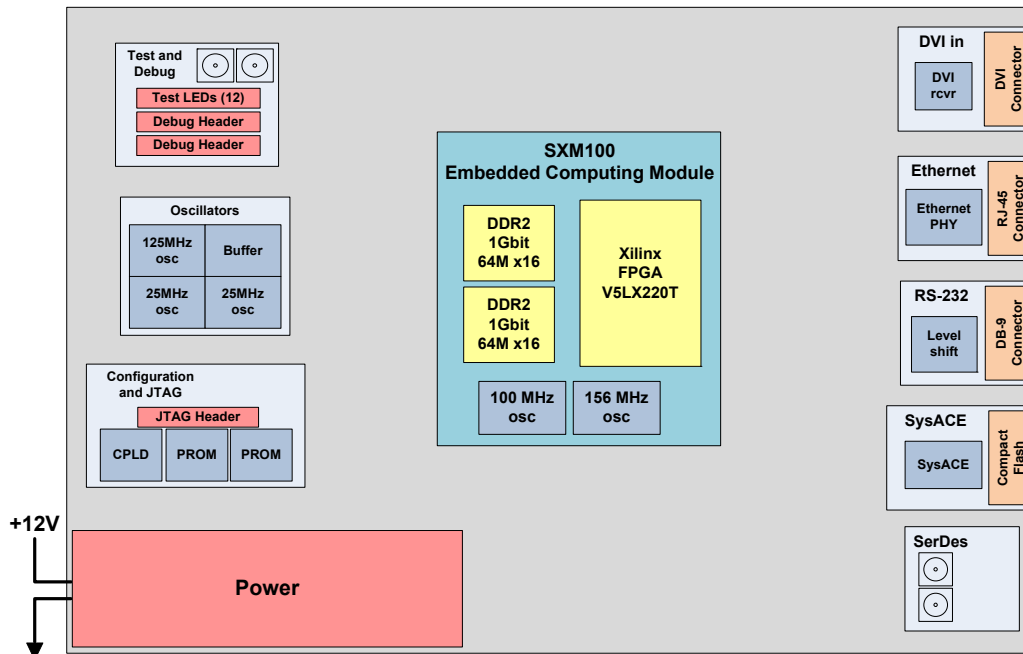 Test and
Debug
Test LEDs (12)
Debug Header
Debug Header
Oscillators
125MHz
osc
Buffer
25MHz
osc
25MHz
osc
Configuration
and JTAG
JTAG Header
CPLD
PROM
PROM
+12V
Power
SXM100
Embedded Computing Module
DDR2
1Gbit
64M x16
DDR2
1Gbit
64M x16
Xilinx
FPGA
V5LX220T
100 MHz
osc
156 MHz
osc
DVI in
DVI
rcvr
DVI
Connector
Ethernet
Ethernet
PHY
RJ-45
Connector
RS-232
Level
shift
DB-9
Connector
SysACE
SysACE
Compact
Flash
SerDes